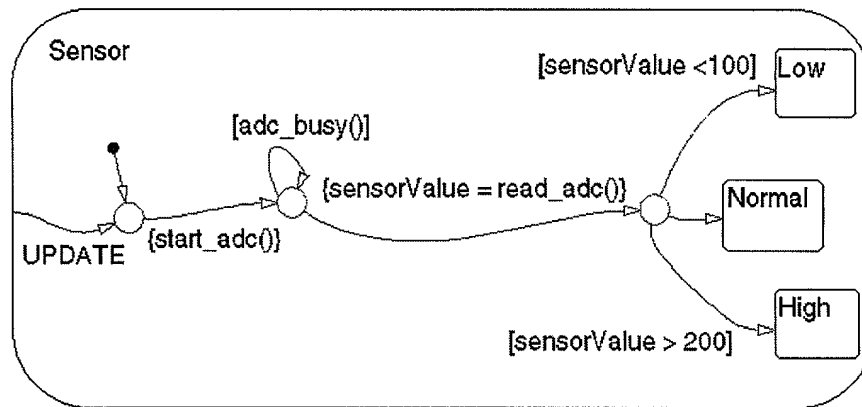 Sensor
[sensorValue <100]
Low
[adc_busy()]
{sensorValue = read_adc()}
Normal
UPDATE
{start_adc()}
High
[sensorValue > 200]